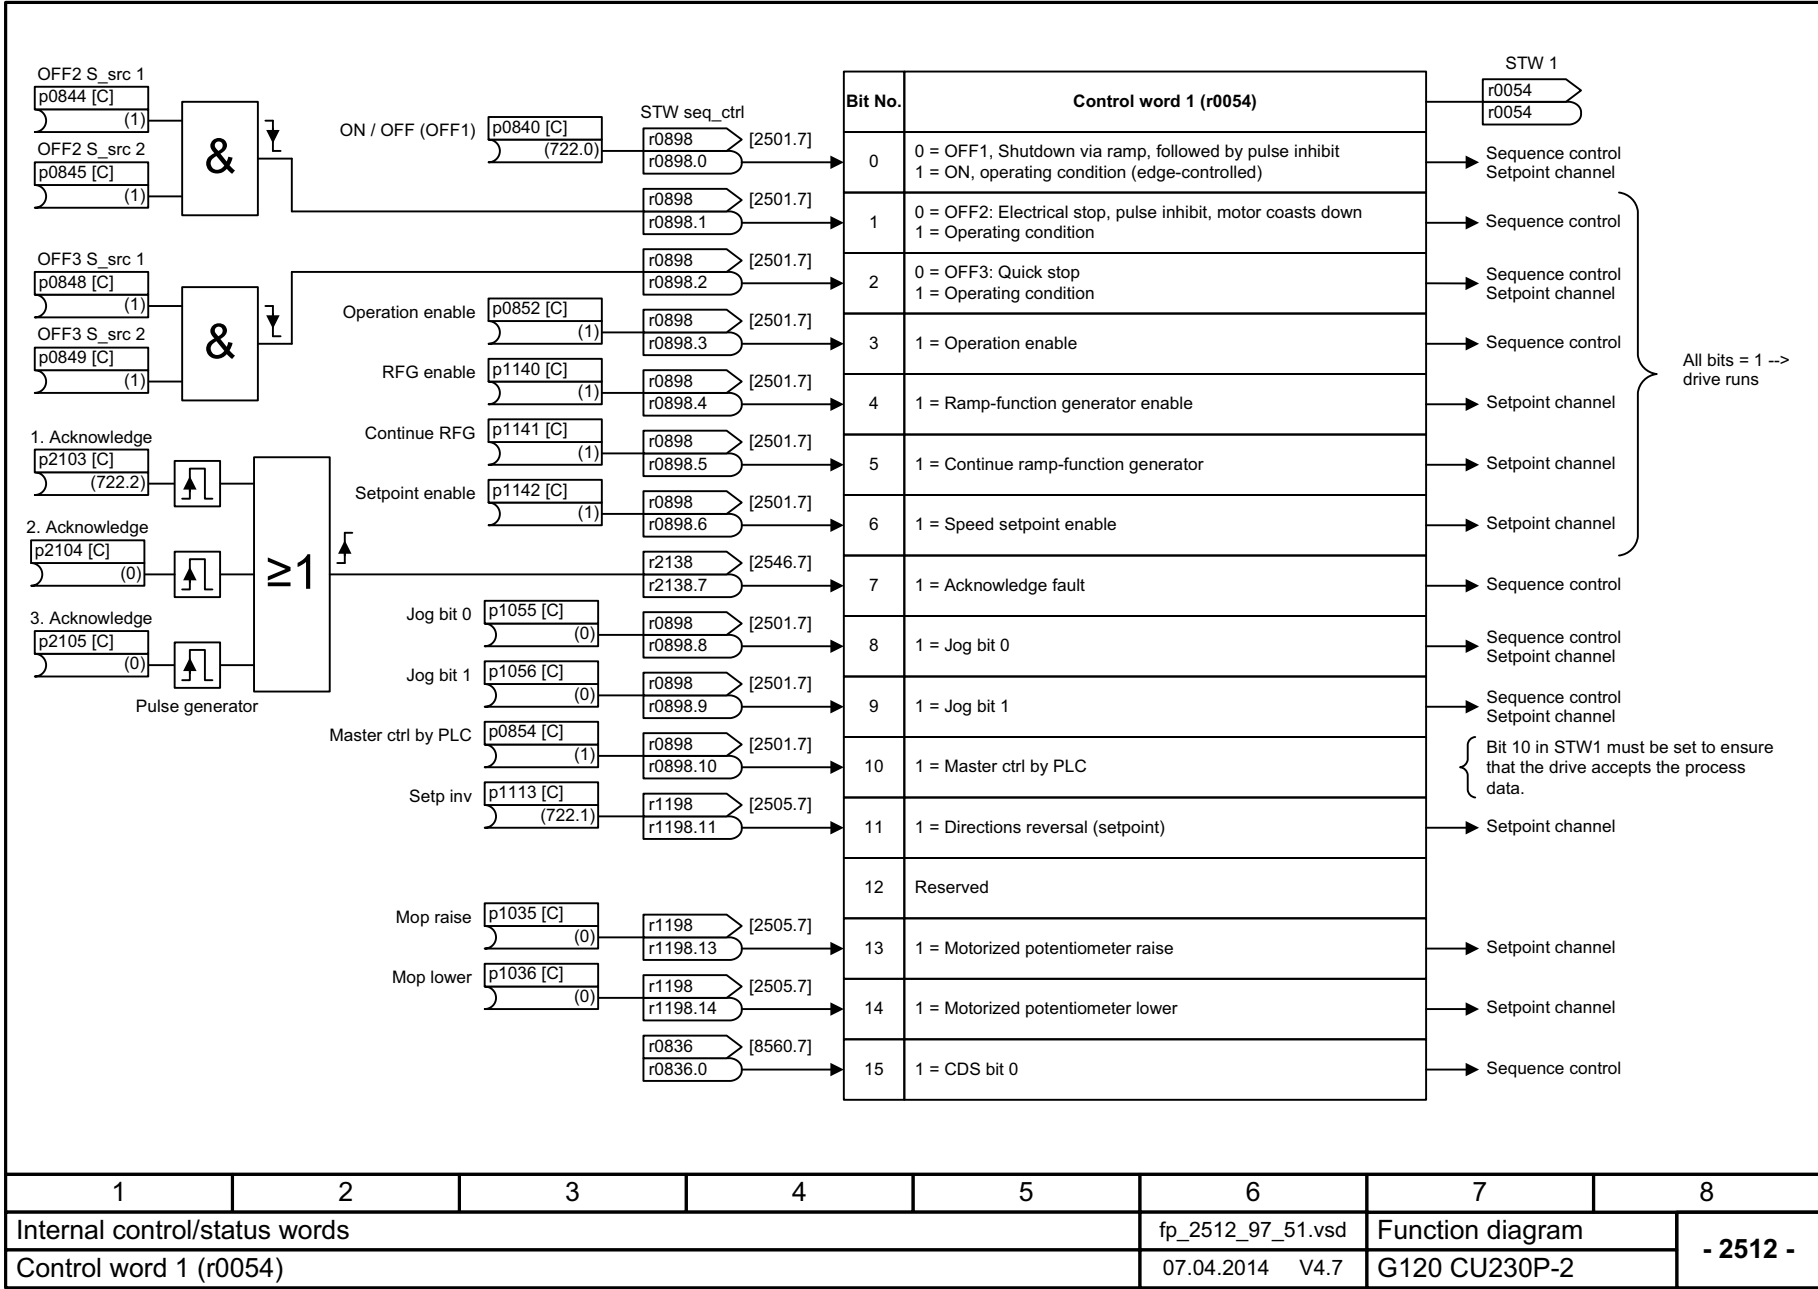 OFF2 S_src 1
p0844 [C]
(1)
OFF2 S_src 2
p0845 [C]
(1)
&
OFF3 S_src 1
p0848 [C]
(1)
OFF3 S_src 2
p0849 [C]
(1)
&
1. Acknowledge
p2103 [C]
(722.2)
2. Acknowledge
p2104 [C]
(0)
3. Acknowledge
p2105 [C]
(0)
Pulse generator
≥1
STW seq_ctrl
ON / OFF (OFF1)
p0840 [C]
(722.0)
r0898
[2501.7]
r0898.0
r0898
[2501.7]
r0898.1
r0898
[2501.7]
r0898.2
Operation enable
p0852 [C]
(1)
r0898
[2501.7]
r0898.3
RFG enable
p1140 [C]
(1)
r0898
[2501.7]
r0898.4
Continue RFG
p1141 [C]
(1)
r0898
[2501.7]
r0898.5
Setpoint enable
p1142 [C]
(1)
r0898
[2501.7]
r0898.6
r2138
[2546.7]
r2138.7
Jog bit 0
p1055 [C]
(0)
r0898
[2501.7]
r0898.8
Jog bit 1
p1056 [C]
(0)
r0898
[2501.7]
r0898.9
Master ctrl by PLC
p0854 [C]
(1)
r0898
[2501.7]
r0898.10
Setp inv
p1113 [C]
(722.1)
r1198
[2505.7]
r1198.11
Mop raise
p1035 [C]
(0)
r1198
[2505.7]
r1198.13
Mop lower
p1036 [C]
(0)
r1198
[2505.7]
r1198.14
r0836
[8560.7]
r0836.0
Bit No.
Control word 1 (r0054)
STW 1
r0054
r0054
0
0 = OFF1, Shutdown via ramp, followed by pulse inhibit
1 = ON, operating condition (edge-controlled)
Sequence control
Setpoint channel
1
0 = OFF2: Electrical stop, pulse inhibit, motor coasts down
1 = Operating condition
Sequence control
2
0 = OFF3: Quick stop
1 = Operating condition
Sequence control
Setpoint channel
3
1 = Operation enable
Sequence control
4
1 = Ramp-function generator enable
Setpoint channel
5
1 = Continue ramp-function generator
Setpoint channel
6
1 = Speed setpoint enable
Setpoint channel
All bits = 1 -->
drive runs
7
1 = Acknowledge fault
Sequence control
8
1 = Jog bit 0
Sequence control
Setpoint channel
9
1 = Jog bit 1
Sequence control
Setpoint channel
10
1 = Master ctrl by PLC
Bit 10 in STW1 must be set to ensure
that the drive accepts the process
data.
11
1 = Directions reversal (setpoint)
Setpoint channel
12
Reserved
13
1 = Motorized potentiometer raise
Setpoint channel
14
1 = Motorized potentiometer lower
Setpoint channel
15
1 = CDS bit 0
Sequence control
1 2 3 4 5 6 7 8
Internal control/status words
fp_2512_97_51.vsd
Function diagram
- 2512 -
Control word 1 (r0054)
07.04.2014 V4.7
G120 CU230P-2